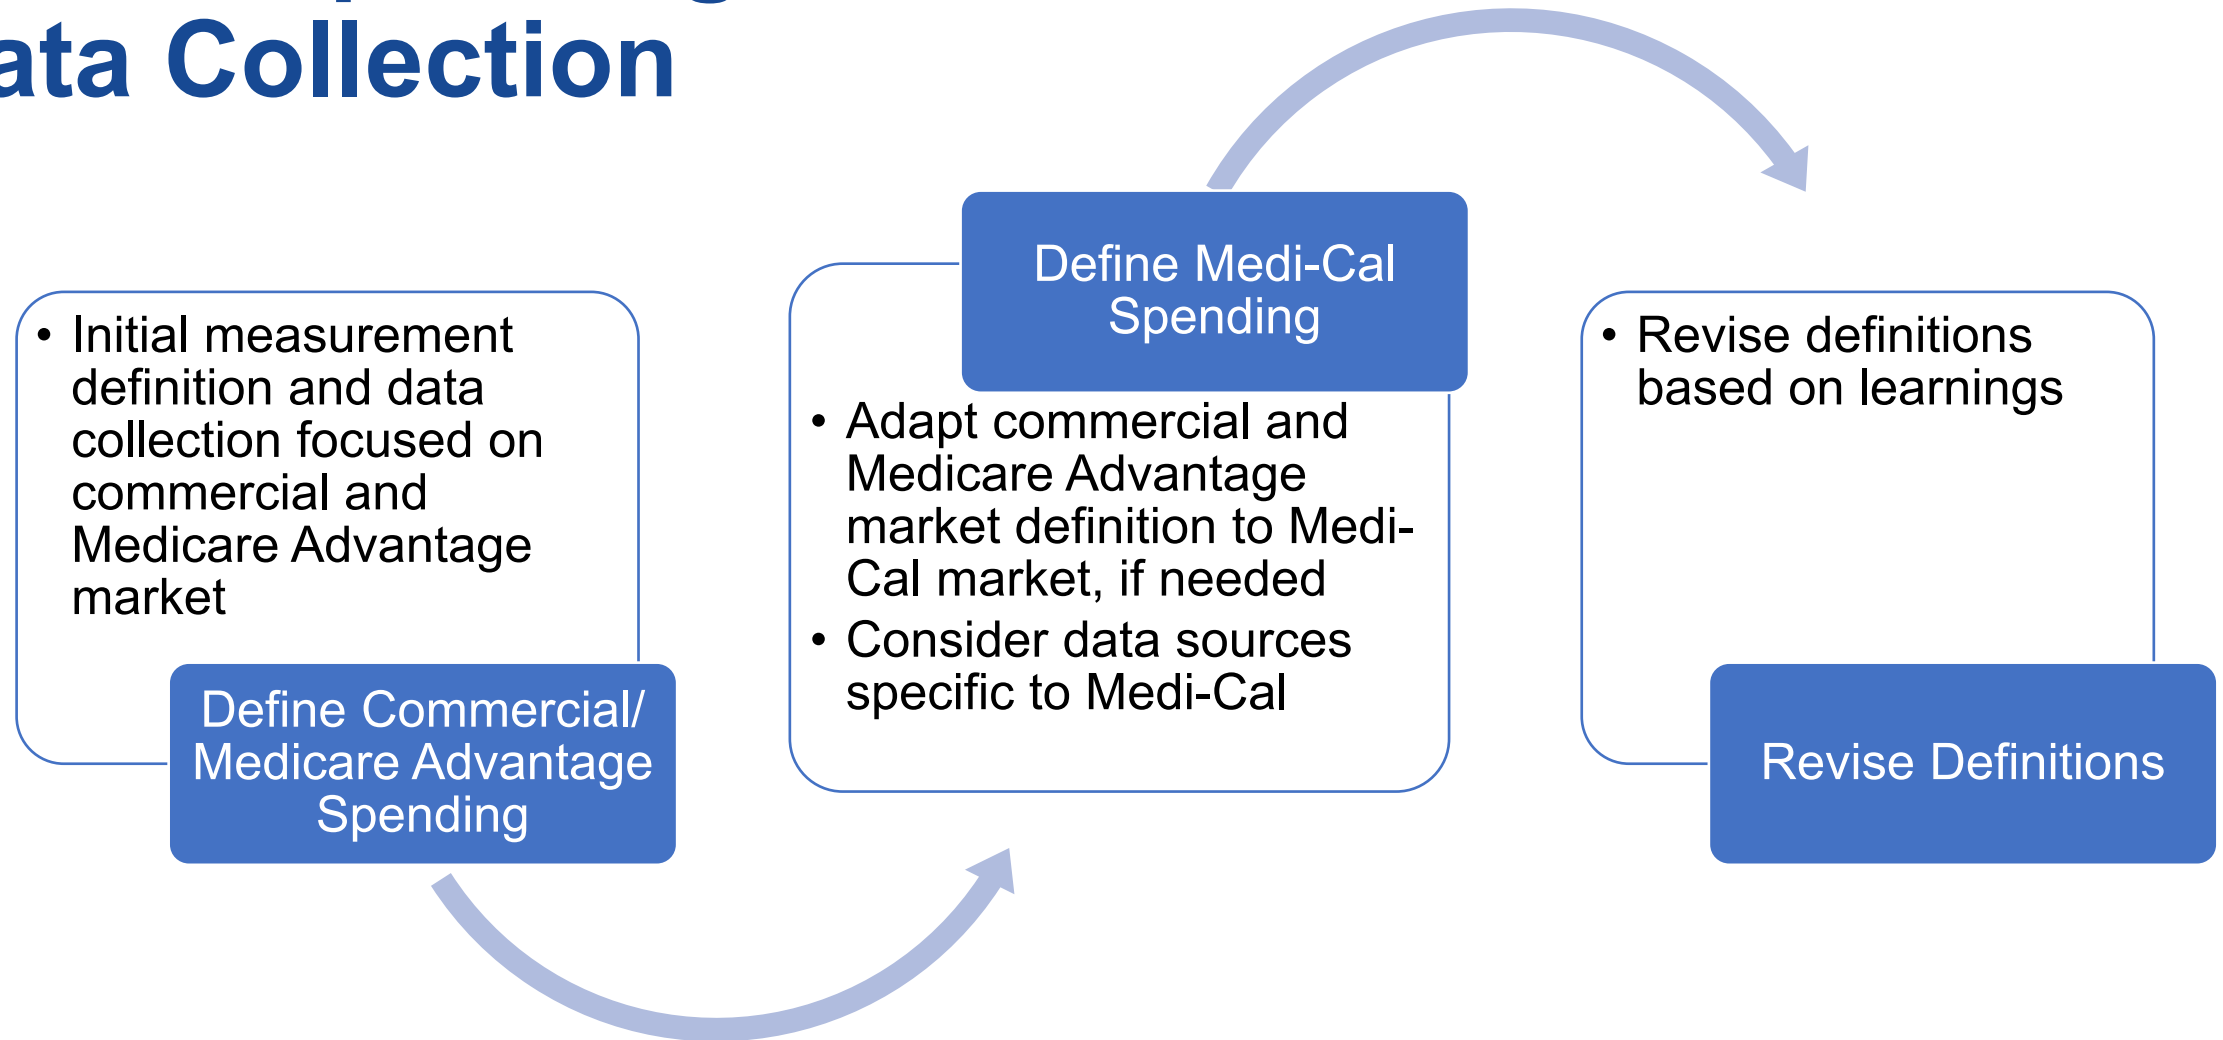 ata Collection
• Initial measurement
definition and data
collection focused on
commercial and
Medicare Advantage
market
Define Commercial/
Medicare Advantage
Spending
Define Medi-Cal
Spending
• Adapt commercial and
Medicare Advantage
market definition to Medi-
Cal market, if needed
• Consider data sources
specific to Medi-Cal
• Revise definitions
based on learnings
Revise Definitions